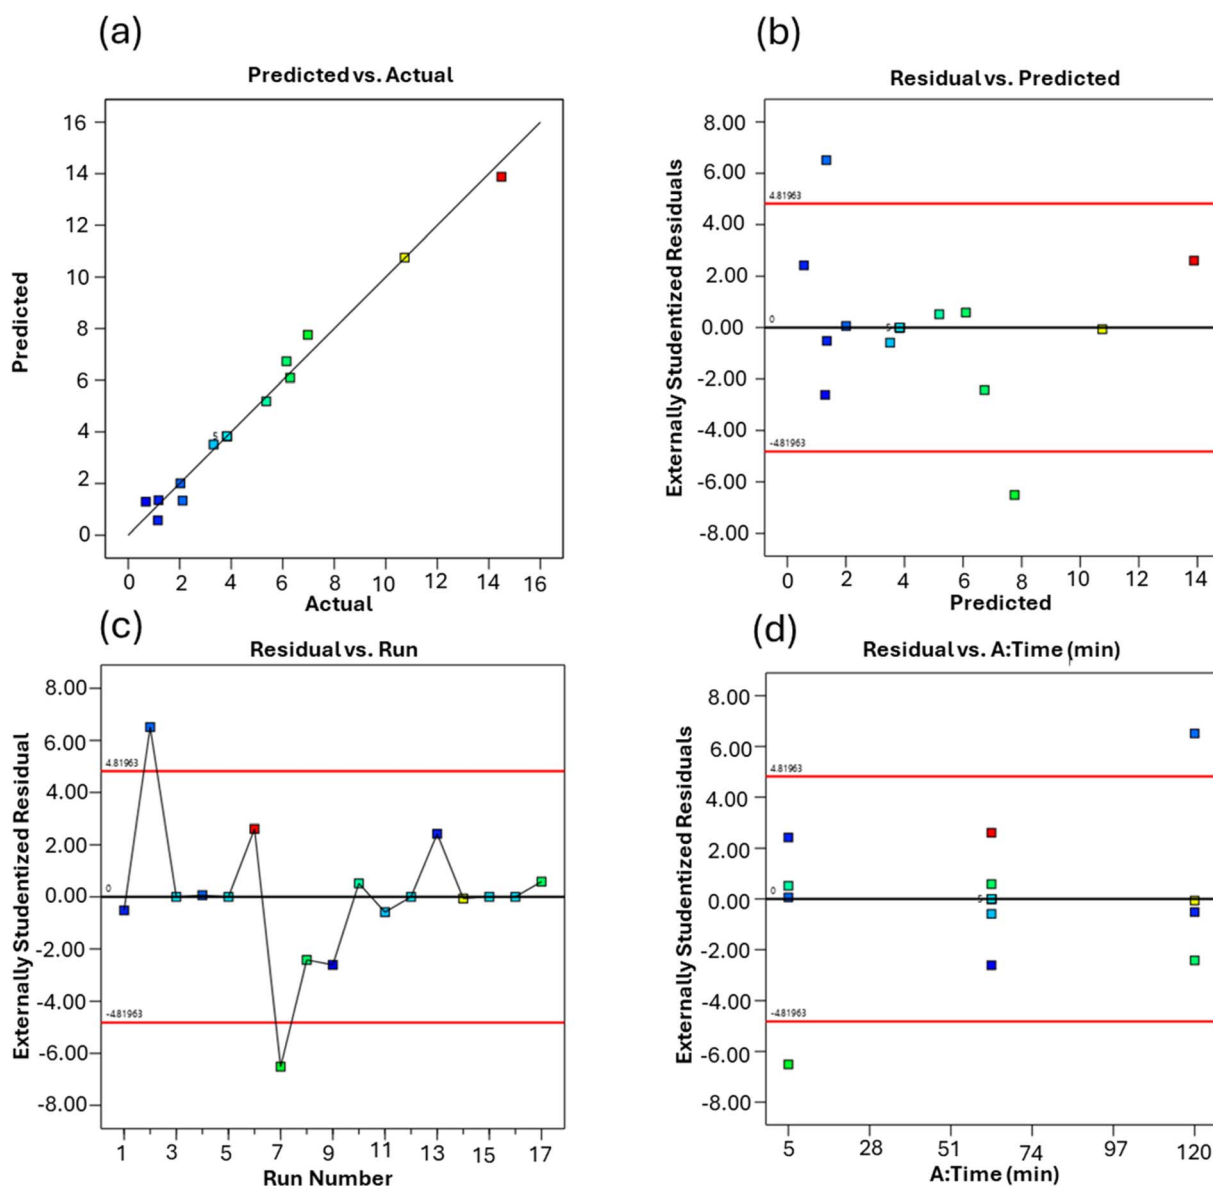 (a)
Predicted vs. Actual
16
14
12
10
8
6
4
2
0
Predicted
5
0 2 4 6 8 10 12 14 16
Actual
(b)
Residual vs. Predicted
8.00
6.00
4.00
2.00
0.00
-2.00
-4.00
-6.00
-8.00
Externally Studentized Residuals
4.81963
0
5
-4.81963
0 2 4 6 8 10 12 14
Predicted
(c)
Residual vs. Run
8.00
6.00
4.00
2.00
0.00
-2.00
-4.00
-6.00
-8.00
Externally Studentized Residual
4.81963
0
-4.81963
1 3 5 7 9 11 13 15 17
Run Number
(d)
Residual vs. A:Time (min)
8.00
6.00
4.00
2.00
0.00
-2.00
-4.00
-6.00
-8.00
Externally Studentized Residuals
4.81963
0
5
-4.81963
5 28 51 74 97 120
A:Time (min)